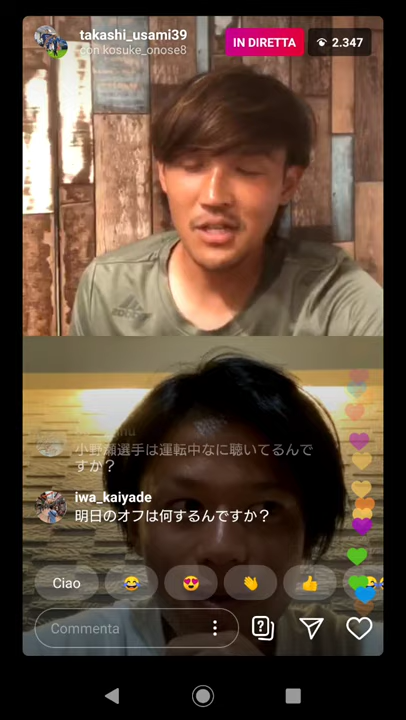 takashi_usami39
con kosuke_onose8
IN DIRETTA
2.347
小野瀬選手は運転中なに聴いてるんで
すか？
iwa_kaiyade
明日のオフは何するんですか？
Ciao
Commenta